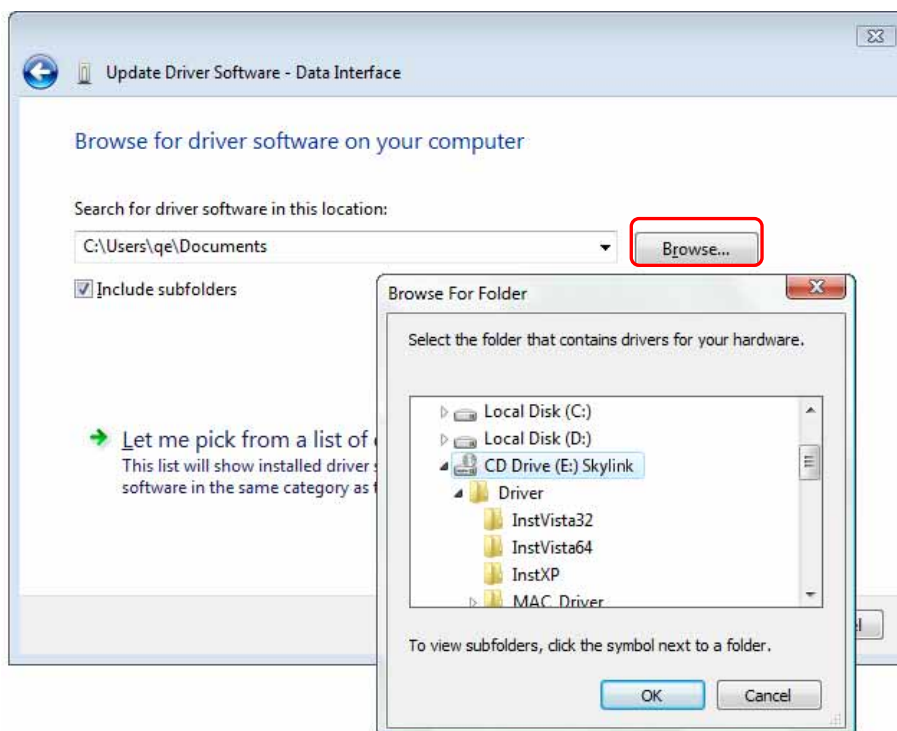 Update Driver Software - Data Interface
Browse for driver software on your computer
Search for driver software in this location:
C:\Users\qe\Documents
Browse...
Include subfolders
Let me pick from a list of
This list will show installed driver
software in the same category as
Browse For Folder
Select the folder that contains drivers for your hardware.
Local Disk (C:)
Local Disk (D:)
CD Drive (E:) Skylink
Driver
InstVista32
InstVista64
InstXP
MAC_Driver
To view subfolders, click the symbol next to a folder.
OK
Cancel